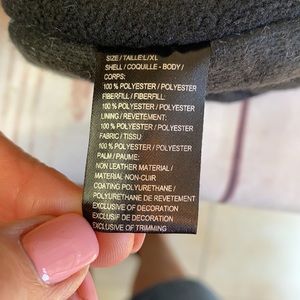 SIZE / TAILLE:L/XL
SHELL / COQUILLE - BODY /
CORPS:
100 % POLYESTER / POLYESTER
FIBERFILL / FIBERFILL:
100 % POLYESTER / POLYESTER
LINING / REVETEMENT:
100 % POLYESTER / POLYESTER
FABRIC / TISSU:
100 % POLYESTER / POLYESTER
PALM / PAUME:
NON LEATHER MATERIAL /
MATERIAL NON-CUIR
COATING POLYURETHANE /
POLYURETHANE DE REVETEMENT
EXCLUSIVE OF DECORATION
EXCLUSIF DE DECORATION
EXCLUSIVE OF TRIMMING